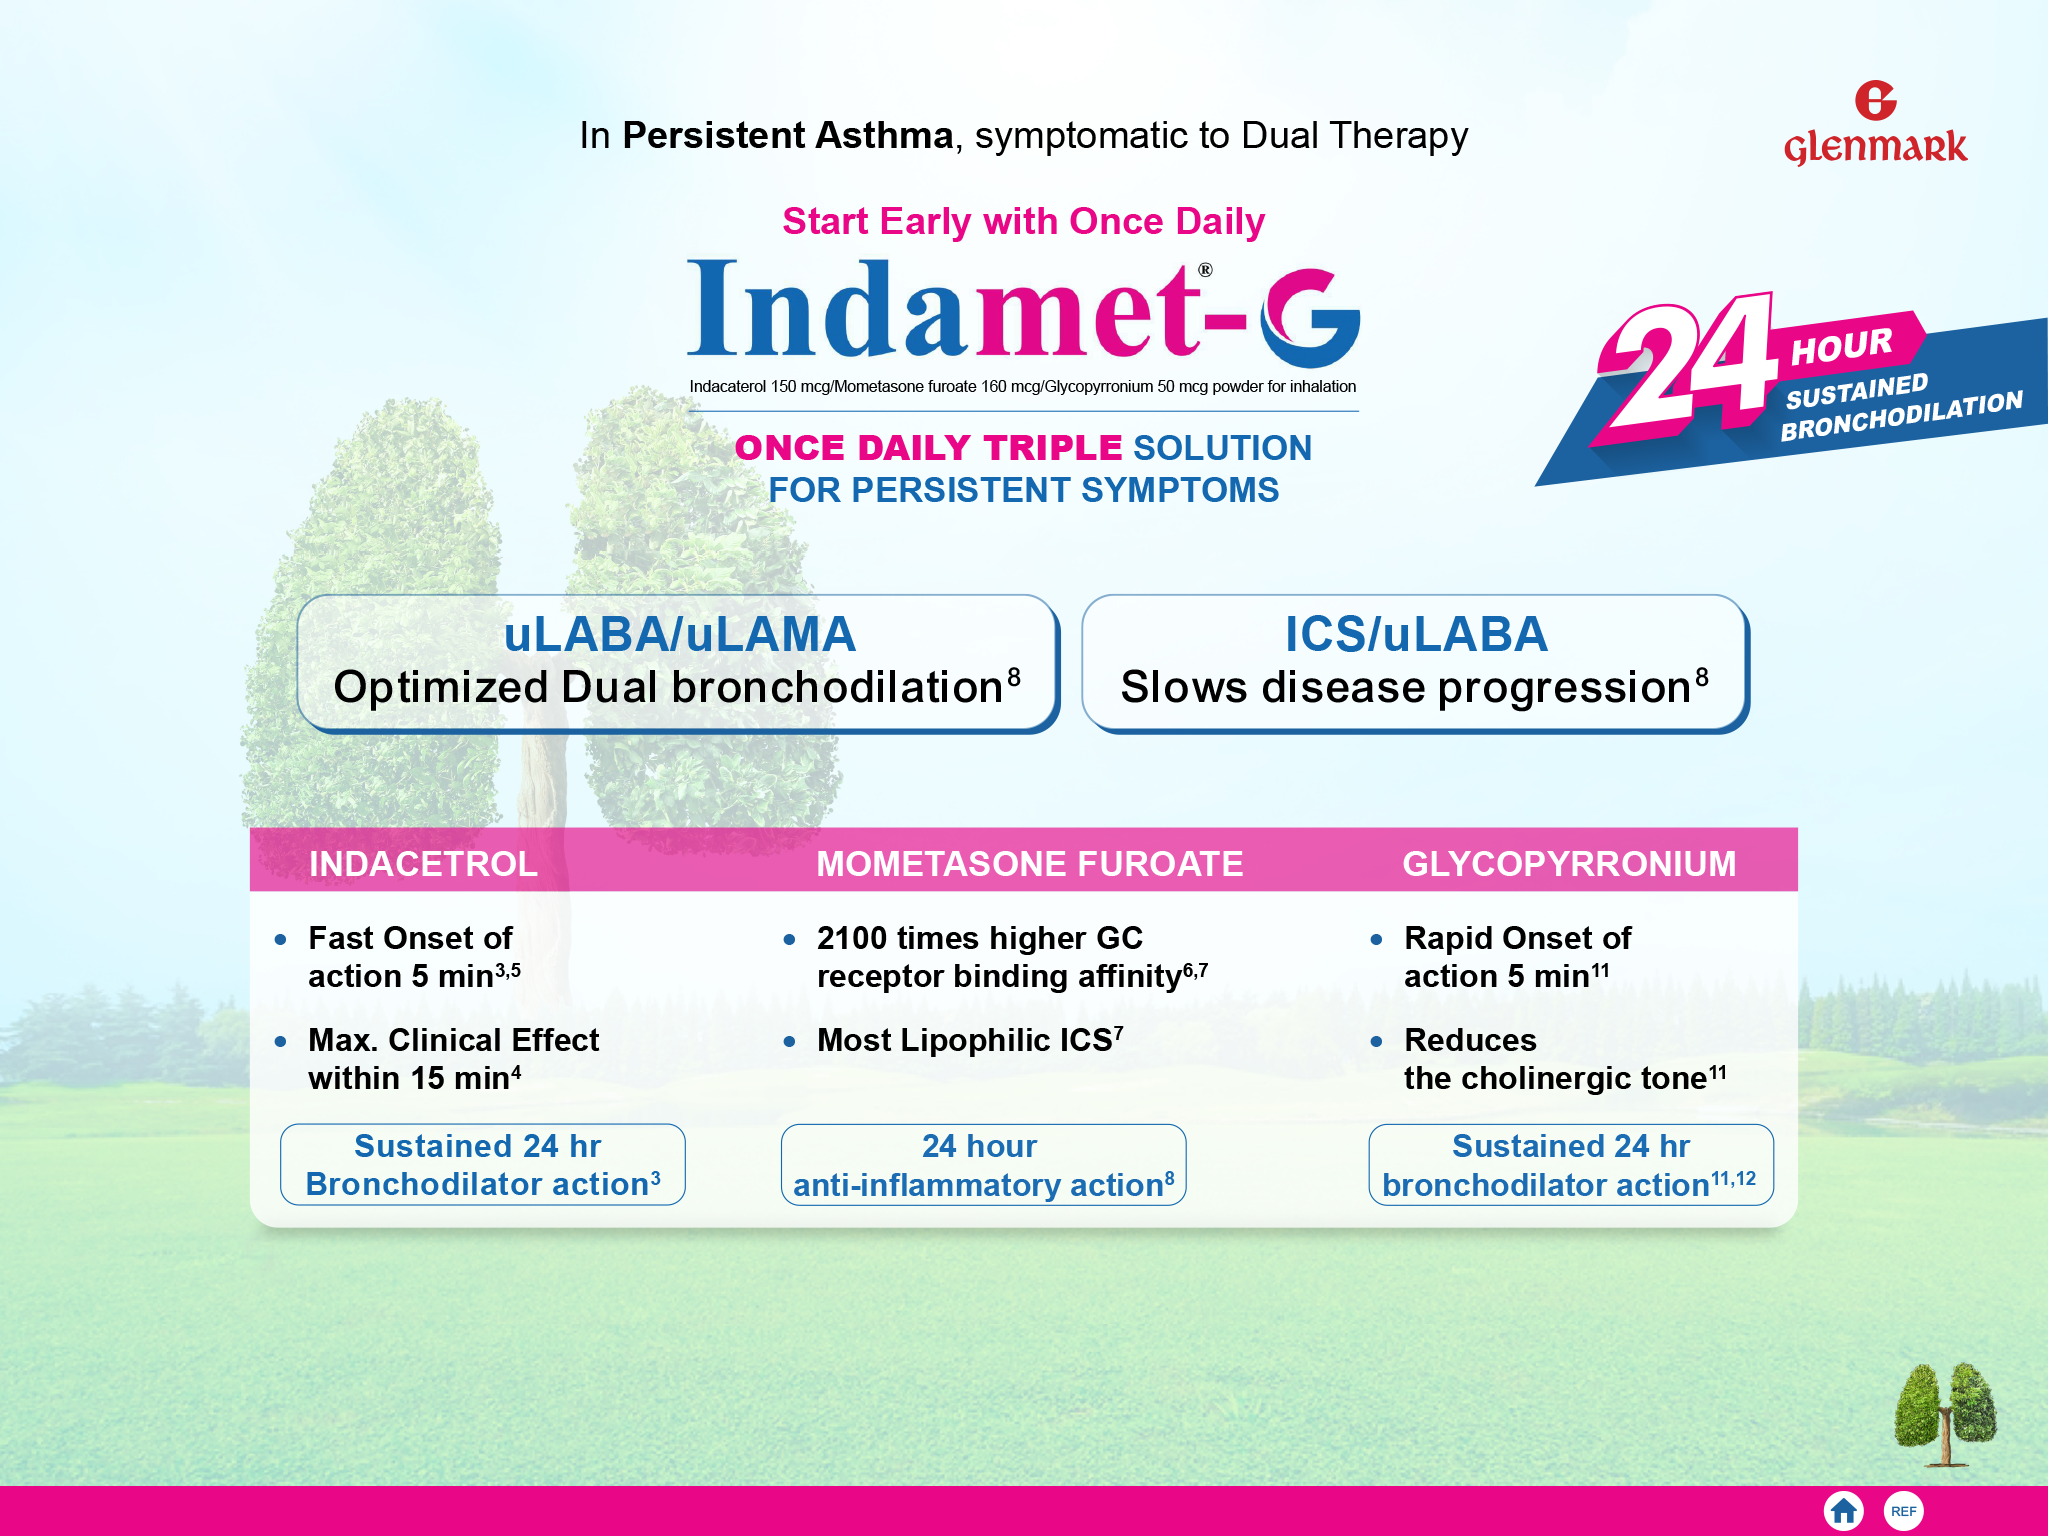 In Persistent Asthma, symptomatic to Dual Therapy
GLENMARK
Start Early with Once Daily
Indamet®-G
Indacaterol 150 mcg/Mometasone furoate 160 mcg/Glycopyrronium 50 mcg powder for inhalation
24 HOUR
SUSTAINED
BRONCHODILATION
ONCE DAILY TRIPLE SOLUTION
FOR PERSISTENT SYMPTOMS
uLABA/uLAMA
Optimized Dual bronchodilation8
ICS/uLABA
Slows disease progression8
INDACETROL
Fast Onset of
action 5 min3,5
Max. Clinical Effect
within 15 min4
Sustained 24 hr
Bronchodilator action3
MOMETASONE FUROATE
2100 times higher GC
receptor binding affinity6,7
Most Lipophilic ICS7
24 hour
anti-inflammatory action8
GLYCOPYRRONIUM
Rapid Onset of
action 5 min11
Reduces
the cholinergic tone11
Sustained 24 hr
bronchodilator action11,12
REF